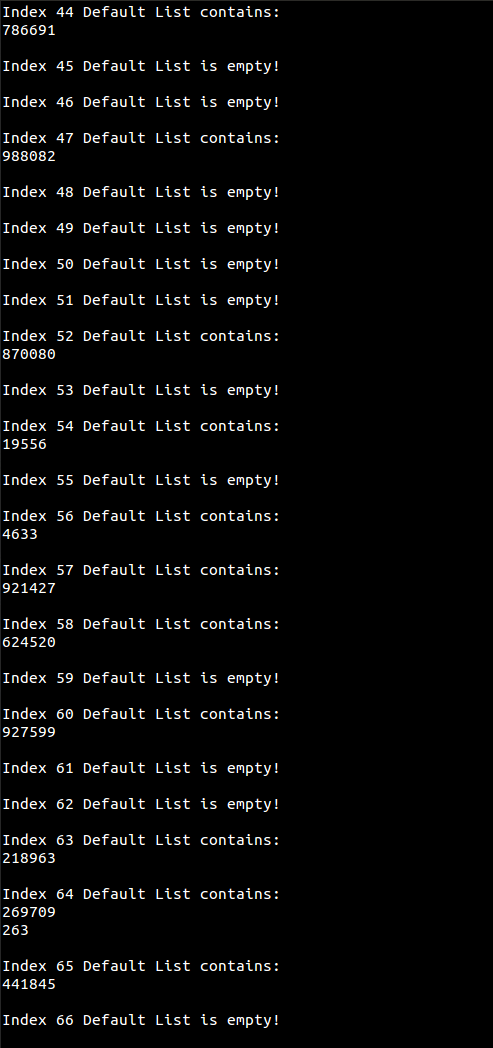 Index 44 Default List contains:
786691
Index 45 Default List is empty!
Index 46 Default List is empty!
Index 47 Default List contains:
988082
Index 48 Default List is empty!
Index 49 Default List is empty!
Index 50 Default List is empty!
Index 51 Default List is empty!
Index 52 Default List contains:
870080
Index 53 Default List is empty!
Index 54 Default List contains:
19556
Index 55 Default List is empty!
Index 56 Default List contains:
4633
Index 57 Default List contains:
921427
Index 58 Default List contains:
624520
Index 59 Default List is empty!
Index 60 Default List contains:
927599
Index 61 Default List is empty!
Index 62 Default List is empty!
Index 63 Default List contains:
218963
Index 64 Default List contains:
269709
263
Index 65 Default List contains:
441845
Index 66 Default List is empty!